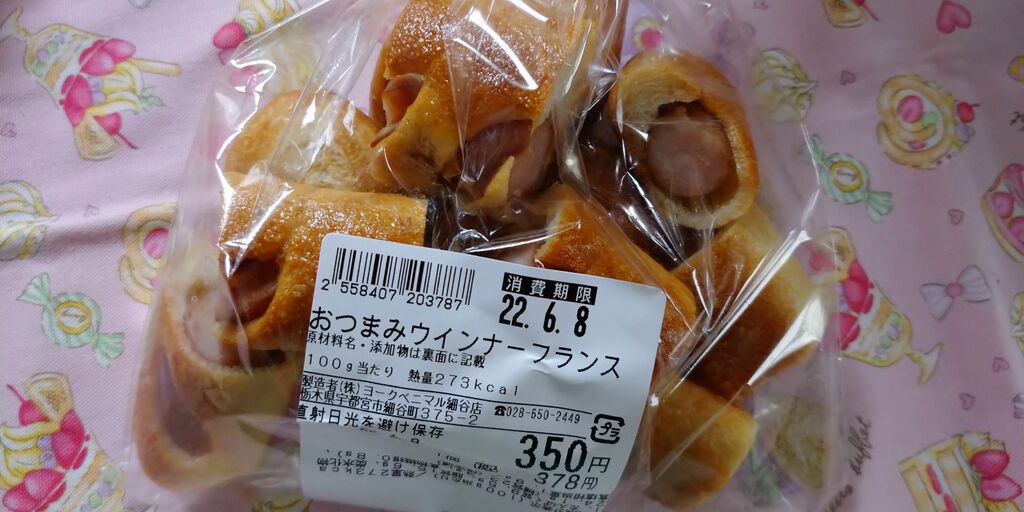 2 558407 203787
消費期限
22. 6. 8
おつまみウインナーフランス
原材料名・添加物は裏面に記載
100g当たり 熱量273kcal
製造者(株)ヨークベニマル細谷店
栃木県宇都宮市細谷町375-2 ☎028-650-2449
直射日光を避け保存
プラ
350円
(税込 378円)